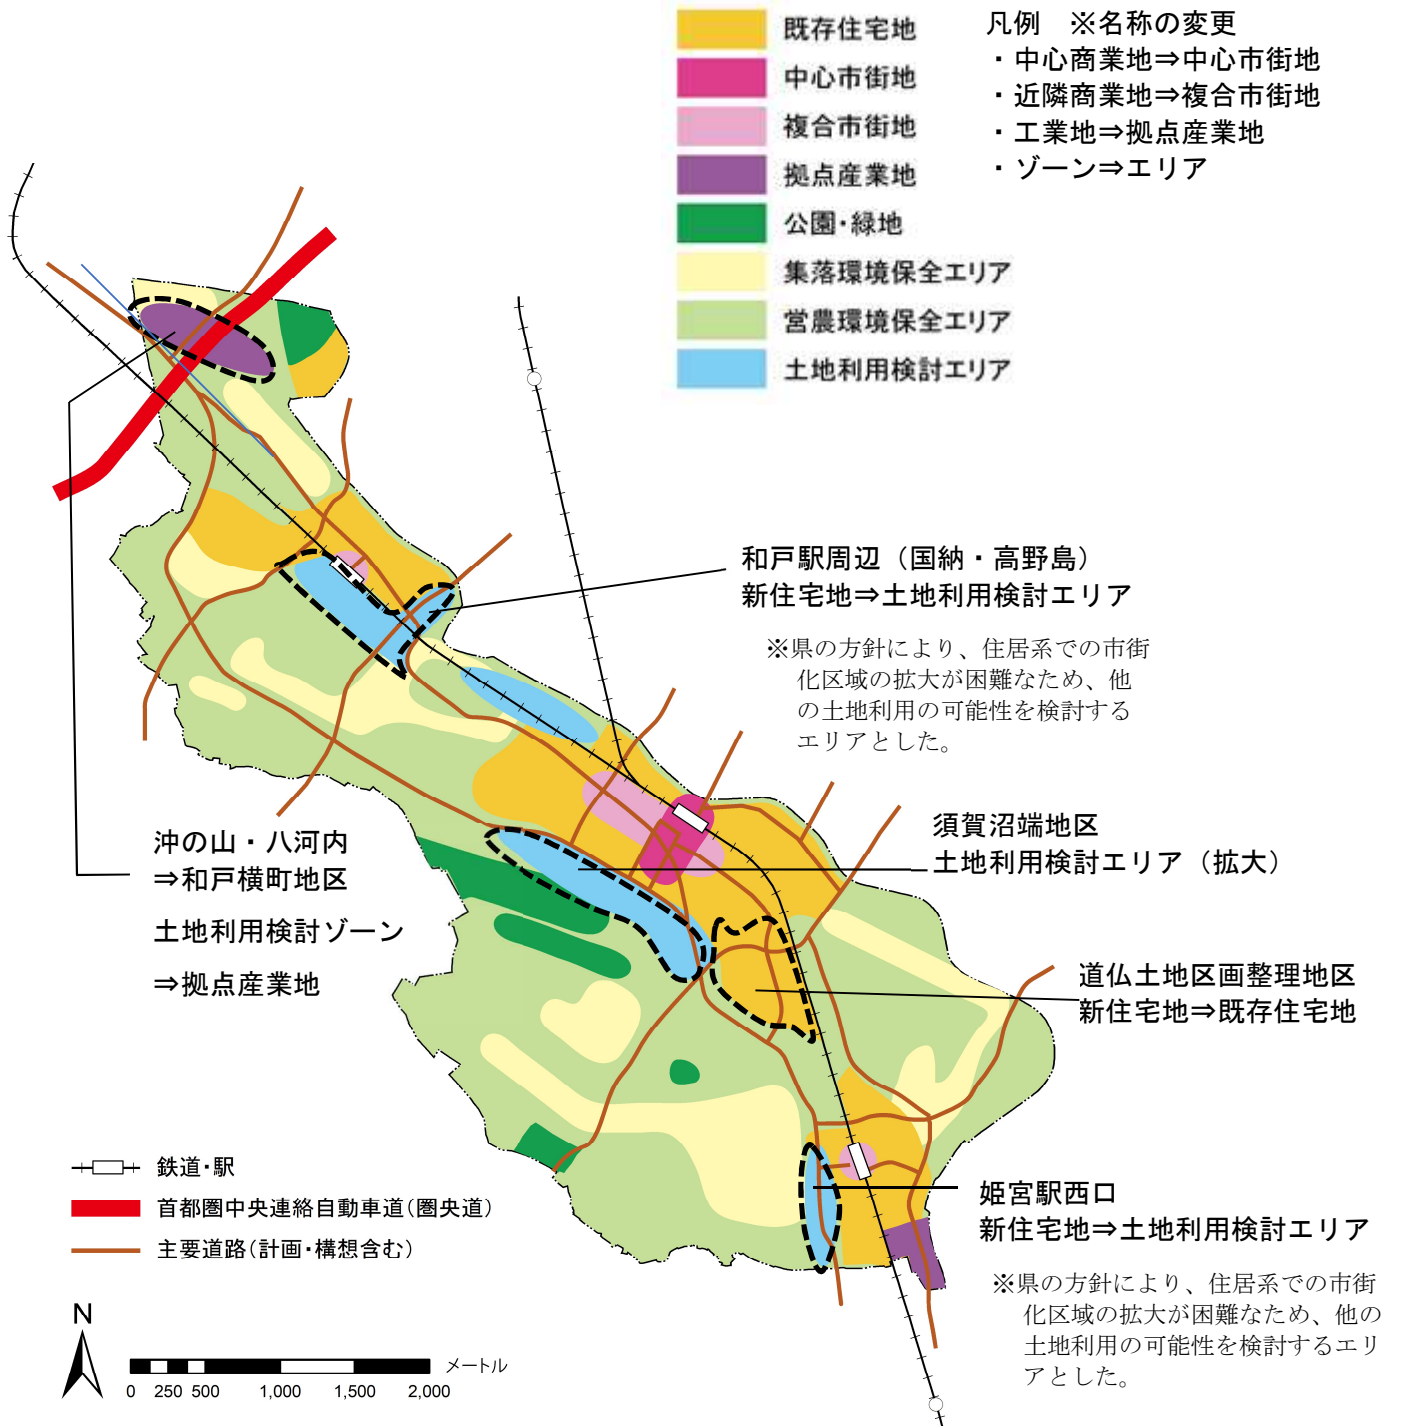 既存住宅地
中心市街地
複合市街地
拠点産業地
公園・緑地
集落環境保全エリア
営農環境保全エリア
土地利用検討エリア
凡例　※名称の変更
・中心商業地⇒中心市街地
・近隣商業地⇒複合市街地
・工業地⇒拠点産業地
・ゾーン⇒エリア
和戸駅周辺（国納・高野島）
新住宅地⇒土地利用検討エリア
※県の方針により、住居系での市街
化区域の拡大が困難なため、他
の土地利用の可能性を検討する
エリアとした。
須賀沼端地区
土地利用検討エリア（拡大）
沖の山・八河内
⇒和戸横町地区
土地利用検討ゾーン
⇒拠点産業地
道仏土地区画整理地区
新住宅地⇒既存住宅地
姫宮駅西口
新住宅地⇒土地利用検討エリア
※県の方針により、住居系での市街
化区域の拡大が困難なため、他の
土地利用の可能性を検討するエリ
アとした。
鉄道・駅
首都圏中央連絡自動車道(圏央道)
主要道路(計画・構想含む)
N
メートル
0 250 500 1,000 1,500 2,000